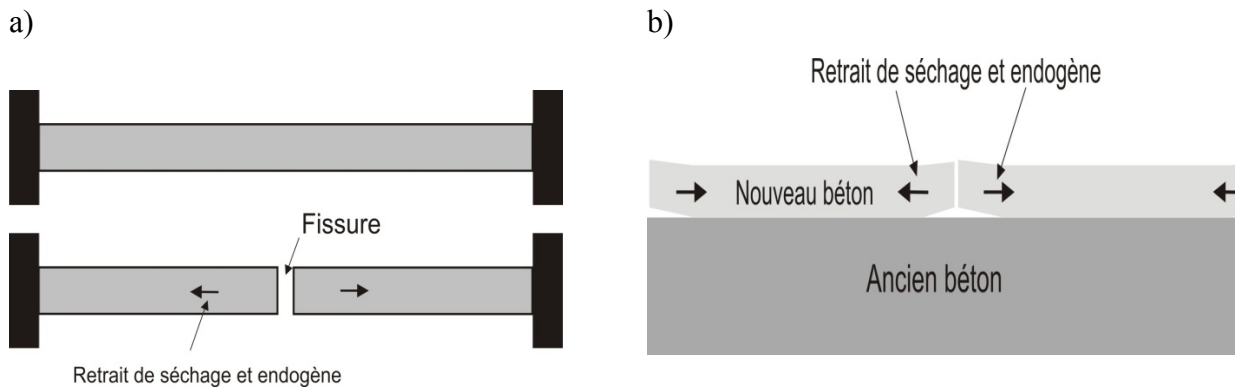 a)
Fissure
Retrait de séchage et endogène
b)
Retrait de séchage et endogène
Nouveau béton
Ancien béton